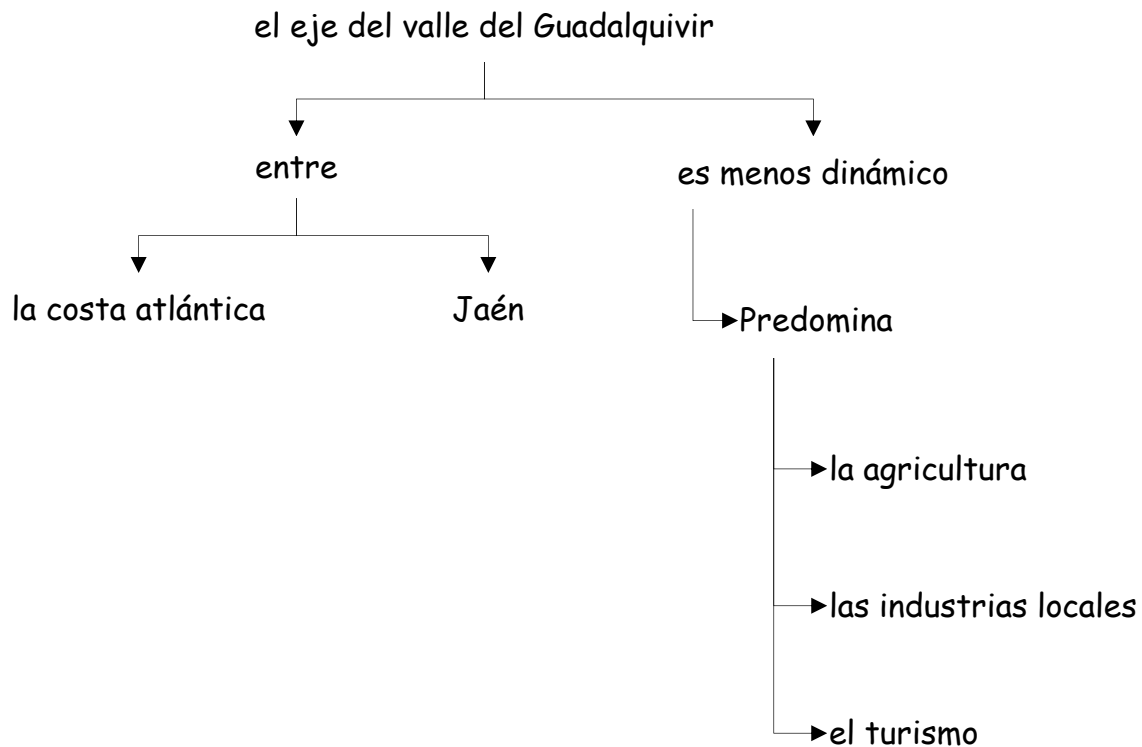 el eje del valle del Guadalquivir
entre
es menos dinámico
la costa atlántica
Jaén
Predomina
la agricultura
las industrias locales
el turismo